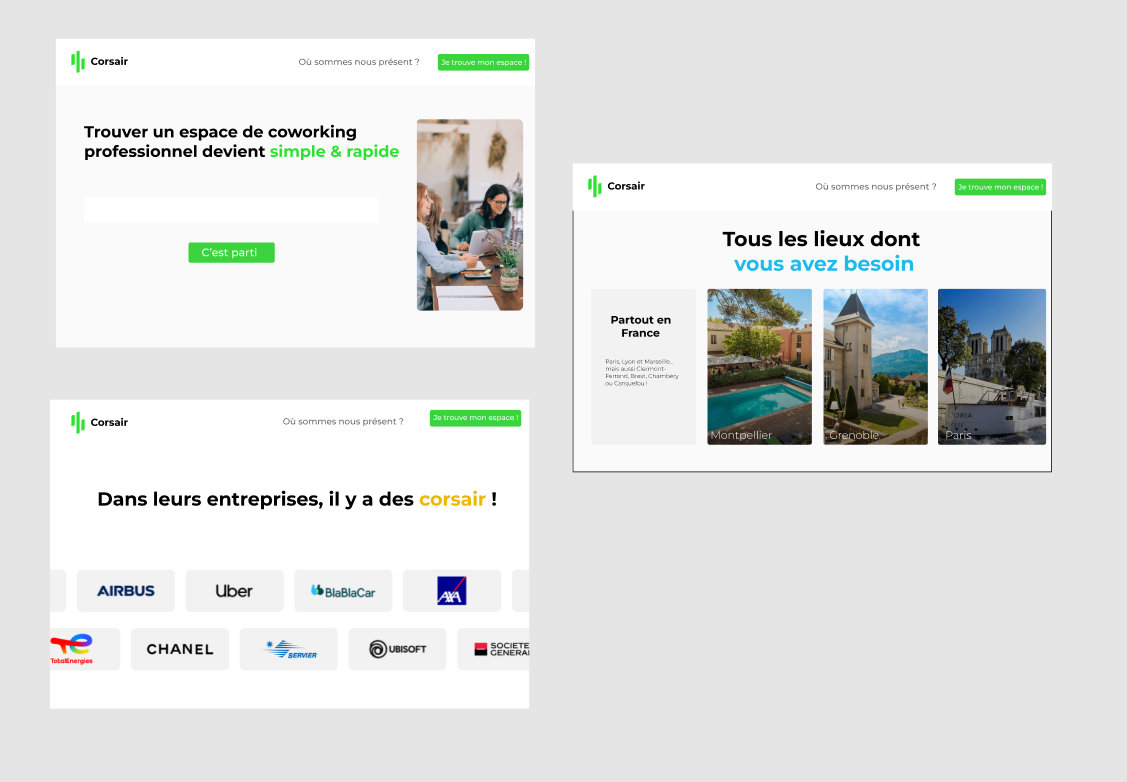 Corsair
Où sommes nous présent ?
Je trouve mon espace !
Trouver un espace de coworking
professionnel devient simple & rapide
C'est parti
Corsair
Où sommes nous présent ?
Je trouve mon espace !
Dans leurs entreprises, il y a des corsair !
AIRBUS
Uber
BlaBlaCar
AXA
TotalEnergies
CHANEL
SERVIER
UBISOFT
SOCIETE
GENERAL
Corsair
Où sommes nous présent ?
Je trouve mon espace !
Tous les lieux dont
vous avez besoin
Partout en
France
Paris, Lyon et Marseille...
mais aussi Clermont-
Ferrand, Brest, Chambéry
ou Carquefou !
Montpellier
Grenoble
Paris